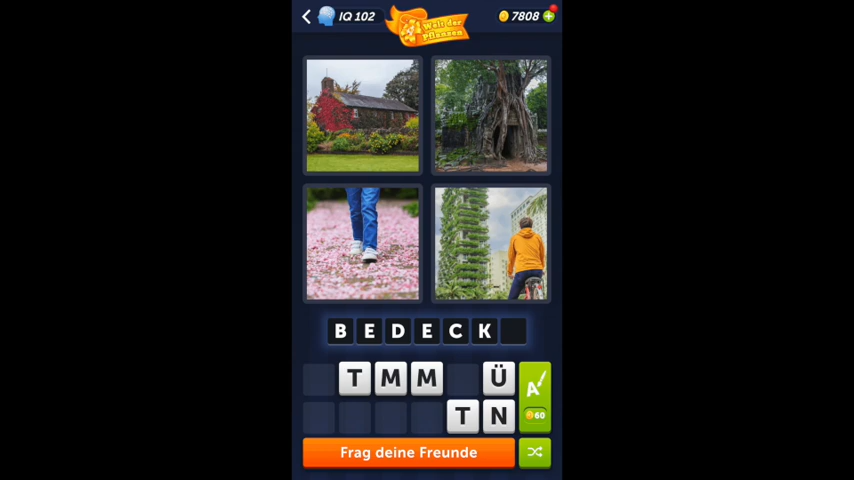 IQ 102
Welt der
Pflanzen
7808
B E D E C K
T M M Ü
T N
A
60
Frag deine Freunde